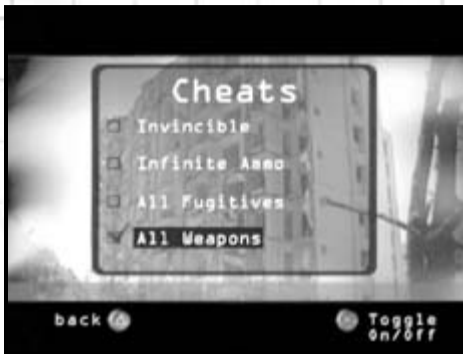 Cheats
Invincible
Infinite Ammo
All Fugitives
All Weapons
back
Toggle
On/Off